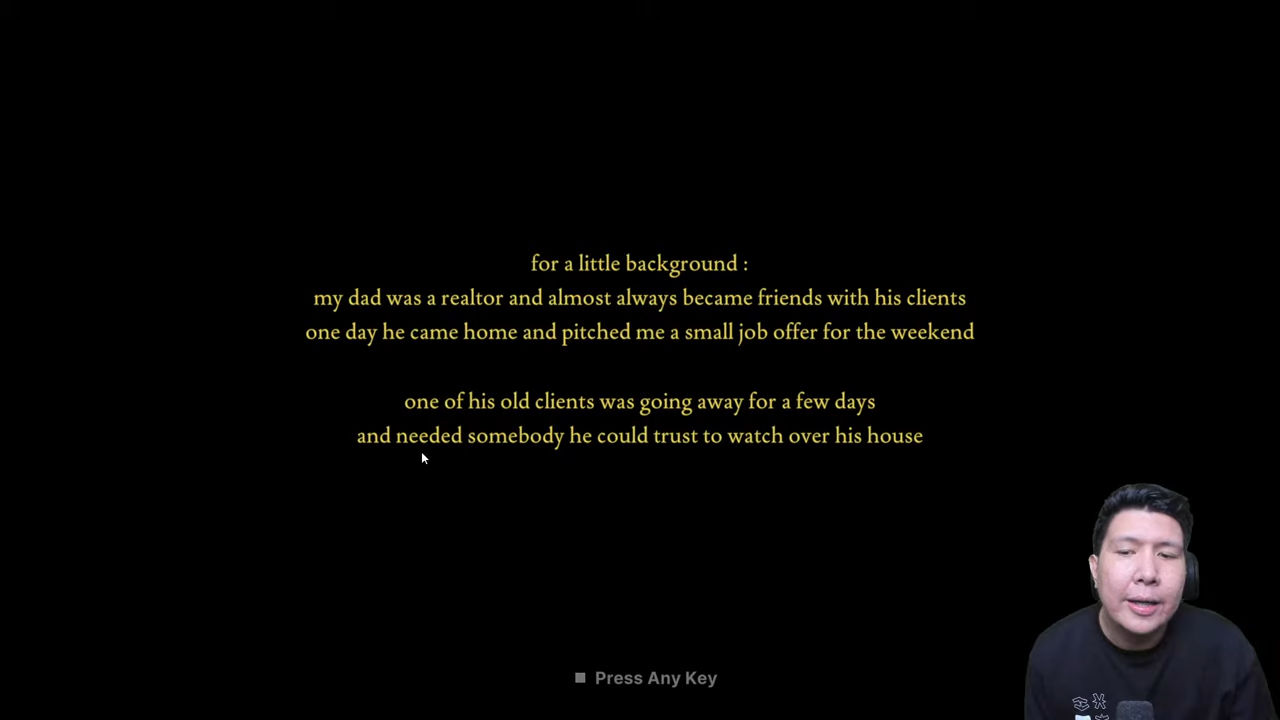 for a little background :
my dad was a realtor and almost always became friends with his clients
one day he came home and pitched me a small job offer for the weekend
one of his old clients was going away for a few days
and needed somebody he could trust to watch over his house
Press Any Key